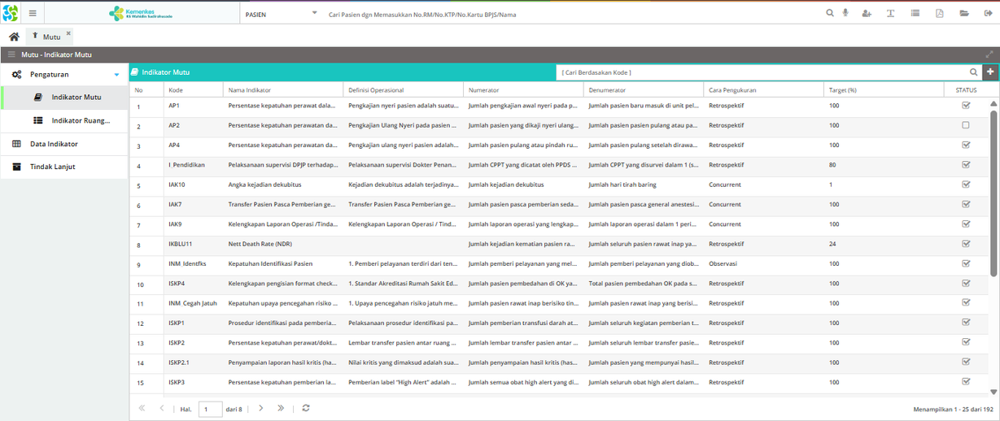 Kemenkes
PASIEN
Cari Pasien dgn Memasukkan No.RM/No.KTP/No.Kartu BPJS/Nama
Mutu
Mutu - Indikator Mutu
Pengaturan
Indikator Mutu
Indikator Ruang...
Data Indikator
Tindak Lanjut
Indikator Mutu
[ Cari Berdasakan Kode ]
No Kode Nama Indikator Definisi Operasional Numerator Denumerator Cara Pengukuran Target (%) STATUS
1 AP1 Persentase kepatuhan perawat dala... Pengkajian nyeri pasien adalah suatu... Jumlah pengkajian awal nyeri pada p... Jumlah pasien baru masuk di unit pel... Retrospektif 100
2 AP2 Persentase kepatuhan perawatan da... Pengkajian Ulang Nyeri pada pasien ... Jumlah pasien yang dikaji nyeri ulang... Jumlah pasien pasien pulang atau pa... Retrospektif 100
3 AP4 Persentase kepatuhan perawatan da... Pengkajian ulang nyeri pasien adalah... Jumlah pasien pulang atau pindah ru... Jumlah pasien pulang setelah dirawa... Retrospektif 100
4 I_Pendidikan Pelaksanaan supervisi DPJP terhadap... Pelaksanaan supervisi Dokter Penan... Jumlah CPPT yang dicatat oleh PPDS ... Jumlah CPPT yang disurvei dalam 1 (s... Retrospektif 80
5 IAK10 Angka kejadian dekubitus Kejadian dekubitus adalah terjadinya... Jumlah kejadian dekubitus Jumlah hari tirah baring Concurrent 1
6 IAK7 Transfer Pasien Pasca Pemberian ge... Transfer Pasien Pasca Pemberian ge... Jumlah pasien pasca pemberian seda... Jumlah pasien pasca general anestesi... Concurrent 100
7 IAK9 Kelengkapan Laporan Operasi /Tinda... Kelengkapan Laporan Operasi / Tind... Jumlah laporan operasi yang lengkap... Jumlah laporan operasi dalam 1 peri... Concurrent 100
8 IKBLU11 Nett Death Rate (NDR) Jumlah kejadian kematian pasien ra... Jumlah seluruh pasien rawat inap ya... Retrospektif 24
9 INM_Identfks Kepatuhan Identifikasi Pasien 1. Pemberi pelayanan terdiri dari ten... Jumlah pemberi pelayanan yang mel... Jumlah pemberi pelayanan yang diob... Observasi 100
10 ISKP4 Kelengkapan pengisian format check... 1. Standar Akreditasi Rumah Sakit Ed... Jumlah pasien pembedahan di OK ya... Total pasien pembedahan OK pada s... Retrospektif 100
11 INM_Cegah Jatuh Kepatuhan upaya pencegahan risiko ... 1. Upaya pencegahan risiko jatuh me... Jumlah pasien rawat inap berisiko tin... Jumlah pasien rawat inap yang berisi... Retrospektif 100
12 ISKP1 Prosedur identifikasi pada pemberia... Pelaksanaan prosedur identifikasi pa... Jumlah pemberian transfusi darah at... Jumlah seluruh kegiatan pemberian t... Retrospektif 100
13 ISKP2 Persentase kepatuhan perawat/dokt... Lembar transfer pasien antar ruang ... Jumlah lembar transfer pasien antar ... Jumlah seluruh lembar transfer pasie... Retrospektif 100
14 ISKP2.1 Penyampaian laporan hasil kritis (ha... Nilai kritis yang dimaksud adalah sua... Jumlah penyampaian hasil kritis (has... Jumlah pasien yang mempunyai hasil... Retrospektif 100
15 ISKP3 Persentase kepatuhan pemberian la... Pemberian label "High Alert" adalah ... Jumlah semua obat high alert yang di... Jumlah seluruh obat high alert dalam... Retrospektif 100
Hal. 1 dari 8
Menampilkan 1 - 25 dari 192